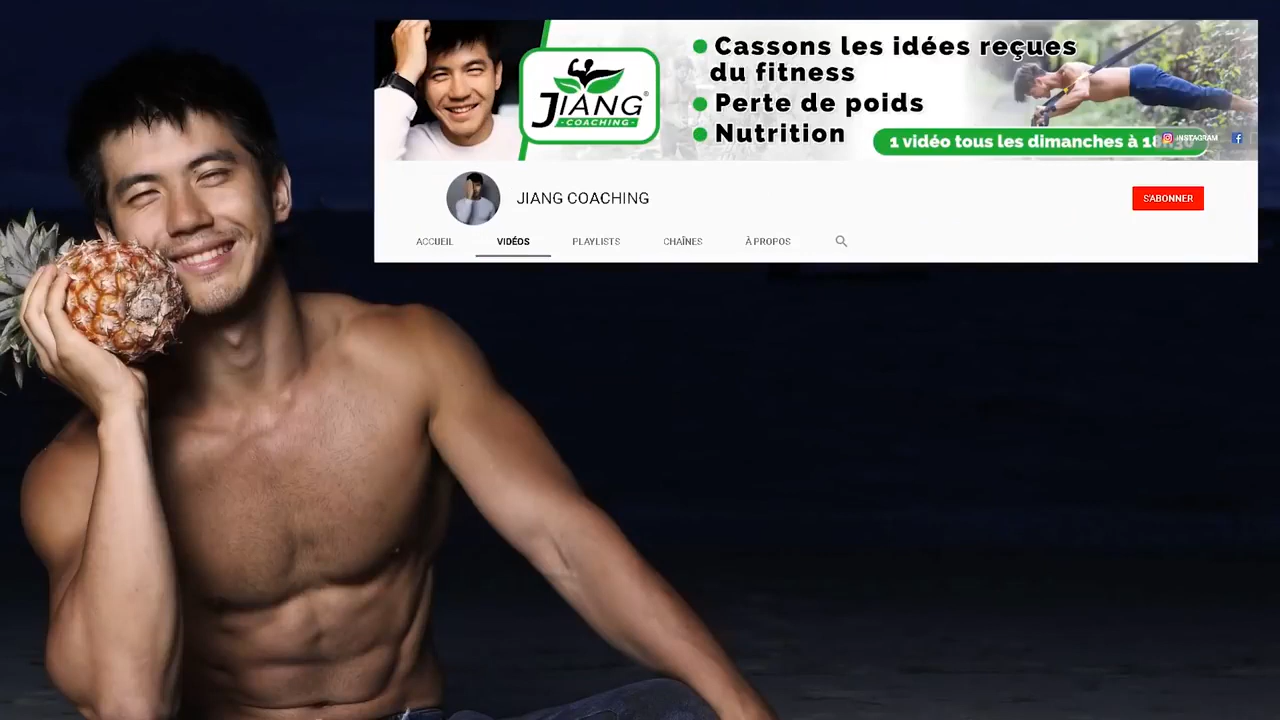 Cassons les idées reçues
du fitness
Perte de poids
Nutrition
JIANG®
-COACHING-
1 vidéo tous les dimanches à 18h30
INSTAGRAM
JIANG COACHING
S'ABONNER
ACCUEIL
VIDÉOS
PLAYLISTS
CHAÎNES
À PROPOS